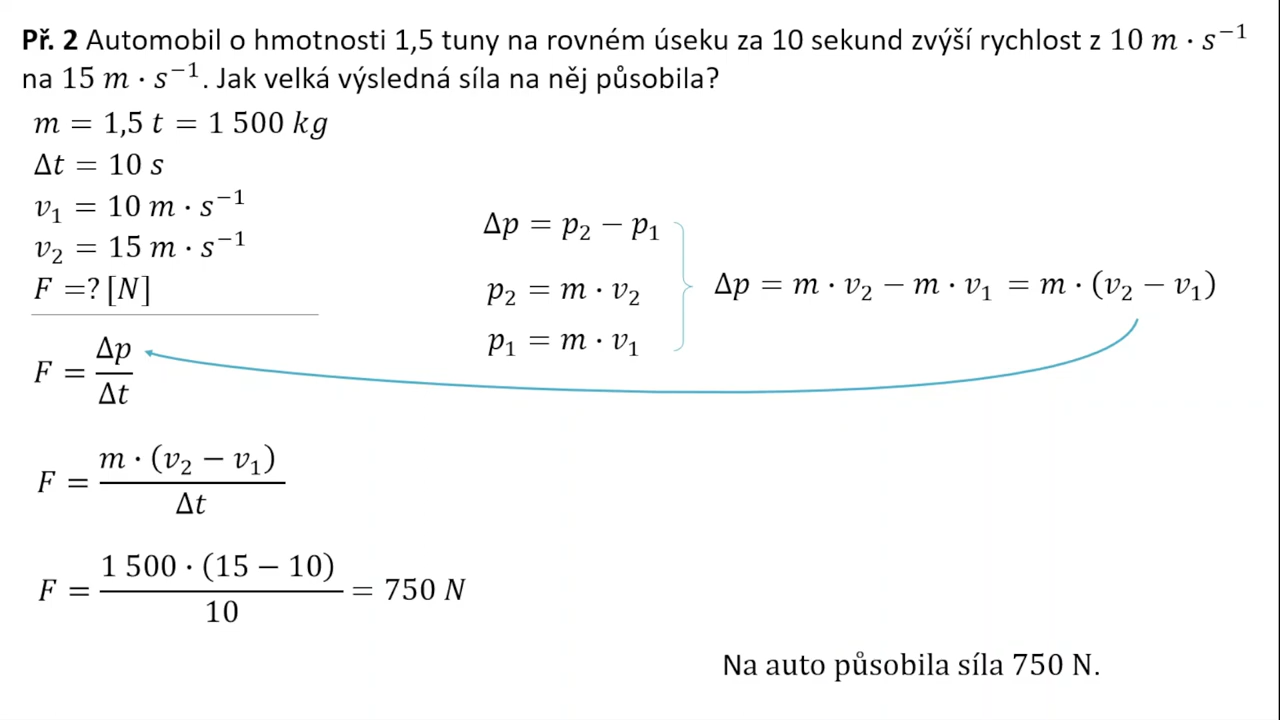 Př. 2 Automobil o hmotnosti 1,5 tuny na rovném úseku za 10 sekund zvýší rychlost z 10 m · s⁻¹
na 15 m · s⁻¹. Jak velká výsledná síla na něj působila?
m = 1,5 t = 1 500 kg
Δt = 10 s
v₁ = 10 m · s⁻¹
v₂ = 15 m · s⁻¹
F =? [N]
Δp = p₂ − p₁
p₂ = m · v₂
p₁ = m · v₁
Δp = m · v₂ − m · v₁ = m · (v₂ − v₁)
F = Δp / Δt
F = m · (v₂ − v₁) / Δt
F = 1 500 · (15 − 10) / 10 = 750 N
Na auto působila síla 750 N.